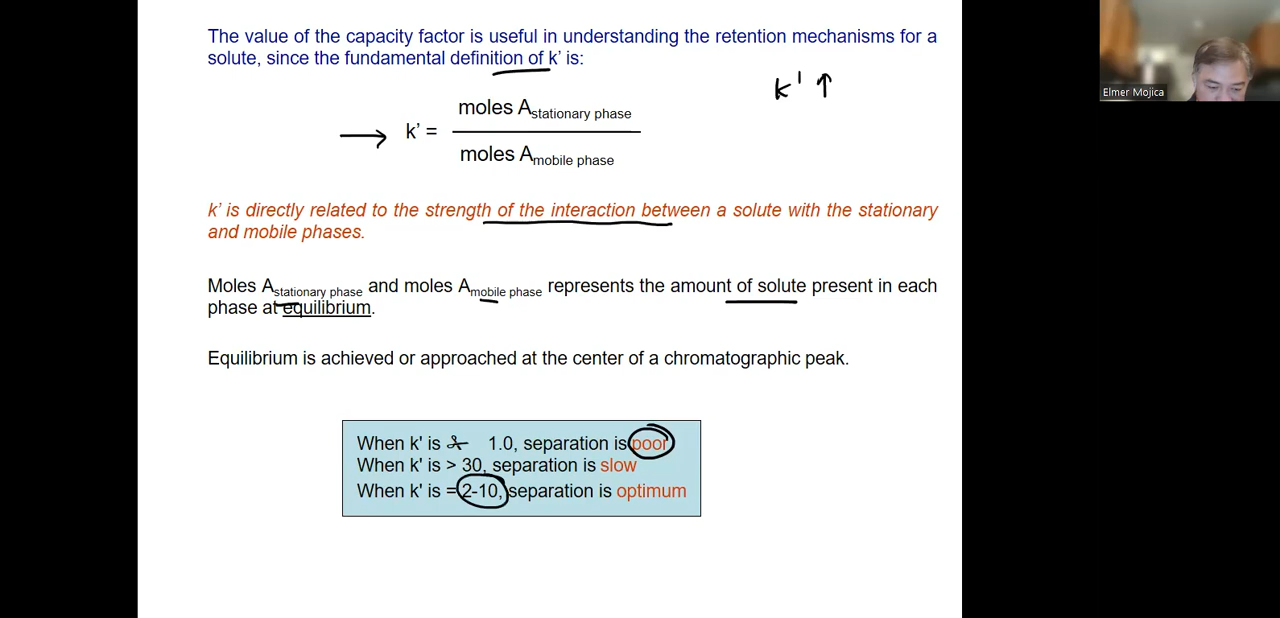 The value of the capacity factor is useful in understanding the retention mechanisms for a
solute, since the fundamental definition of k' is:
k' ↑
Elmer Mojica
moles A stationary phase
→ k' =
moles A mobile phase
k' is directly related to the strength of the interaction between a solute with the stationary
and mobile phases.
Moles A stationary phase and moles A mobile phase represents the amount of solute present in each
phase at equilibrium.
Equilibrium is achieved or approached at the center of a chromatographic peak.
When k' is 1.0, separation is poor
When k' is > 30, separation is slow
When k' is = 2-10, separation is optimum